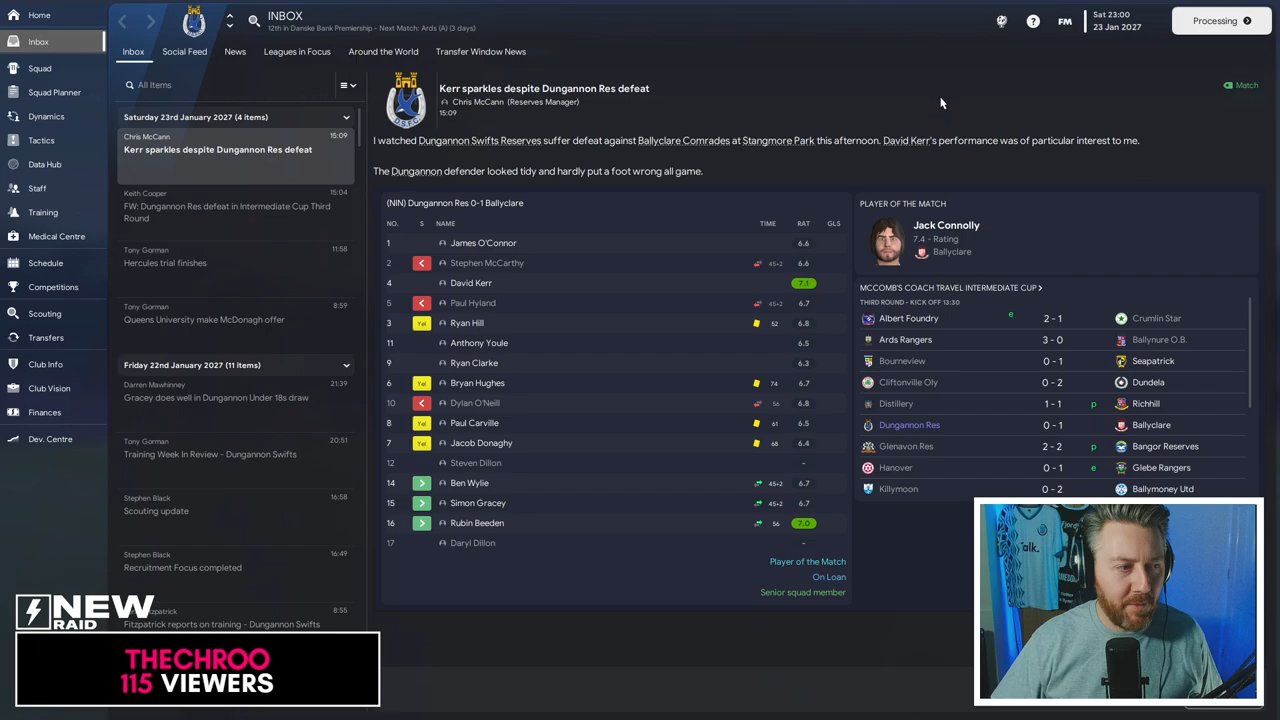 Home
Inbox
Squad
Squad Planner
Dynamics
Tactics
Data Hub
Staff
Training
Medical Centre
Schedule
Competitions
Scouting
Transfers
Club Info
Club Vision
Finances
Dev. Centre
INBOX
12th in Danske Bank Premiership - Next Match: Ards (A) (3 days)
FM
Sat 23:00
23 Jan 2027
Processing
Inbox
Social Feed
News
Leagues in Focus
Around the World
Transfer Window News
All Items
Saturday 23rd January 2027 (4 items)
Chris McCann 15:09
Kerr sparkles despite Dungannon Res defeat
Keith Cooper 15:04
FW: Dungannon Res defeat in Intermediate Cup Third
Round
Tony Gorman 11:58
Hercules trial finishes
Tony Gorman 8:59
Queens University make McDonagh offer
Friday 22nd January 2027 (11 items)
Darren Mawhinney 21:39
Gracey does well in Dungannon Under 18s draw
Tony Gorman 20:51
Training Week In Review - Dungannon Swifts
Stephen Black 16:58
Scouting update
Stephen Black 16:49
Recruitment Focus completed
8:55
Fitzpatrick reports on training - Dungannon Swifts
NEW
RAID
THECHROO
115 VIEWERS
Kerr sparkles despite Dungannon Res defeat
Chris McCann (Reserves Manager)
15:09
Match
I watched Dungannon Swifts Reserves suffer defeat against Ballyclare Comrades at Stangmore Park this afternoon. David Kerr's performance was of particular interest to me.
The Dungannon defender looked tidy and hardly put a foot wrong all game.
(NIN) Dungannon Res 0-1 Ballyclare
NO. S NAME TIME RAT GLS
1 James O'Connor 6.6
2 Stephen McCarthy 45+2 6.6
4 David Kerr 7.1
5 Paul Hyland 45+2 6.7
3 Yel Ryan Hill 52 6.8
11 Anthony Youle 6.5
9 Ryan Clarke 6.3
6 Yel Bryan Hughes 74 6.7
10 Dylan O'Neill 56 6.8
8 Yel Paul Carville 61 6.5
7 Yel Jacob Donaghy 68 6.4
12 Steven Dillon -
14 Ben Wylie 45+2 6.7
15 Simon Gracey 45+2 6.7
16 Rubin Beeden 56 7.0
17 Daryl Dillon -
Player of the Match
On Loan
Senior squad member
PLAYER OF THE MATCH
Jack Connolly
7.4 - Rating
Ballyclare
MCCOMB'S COACH TRAVEL INTERMEDIATE CUP
THIRD ROUND - KICK OFF 13:30
Albert Foundry e 2 - 1 Crumlin Star
Ards Rangers 3 - 0 Ballynure O.B.
Bourneview 0 - 1 Seapatrick
Cliftonville Oly 0 - 2 Dundela
Distillery 1 - 1 p Richhill
Dungannon Res 0 - 1 Ballyclare
Glenavon Res 2 - 2 p Bangor Reserves
Hanover 0 - 1 e Glebe Rangers
Killymoon 0 - 2 Ballymoney Utd
talk.